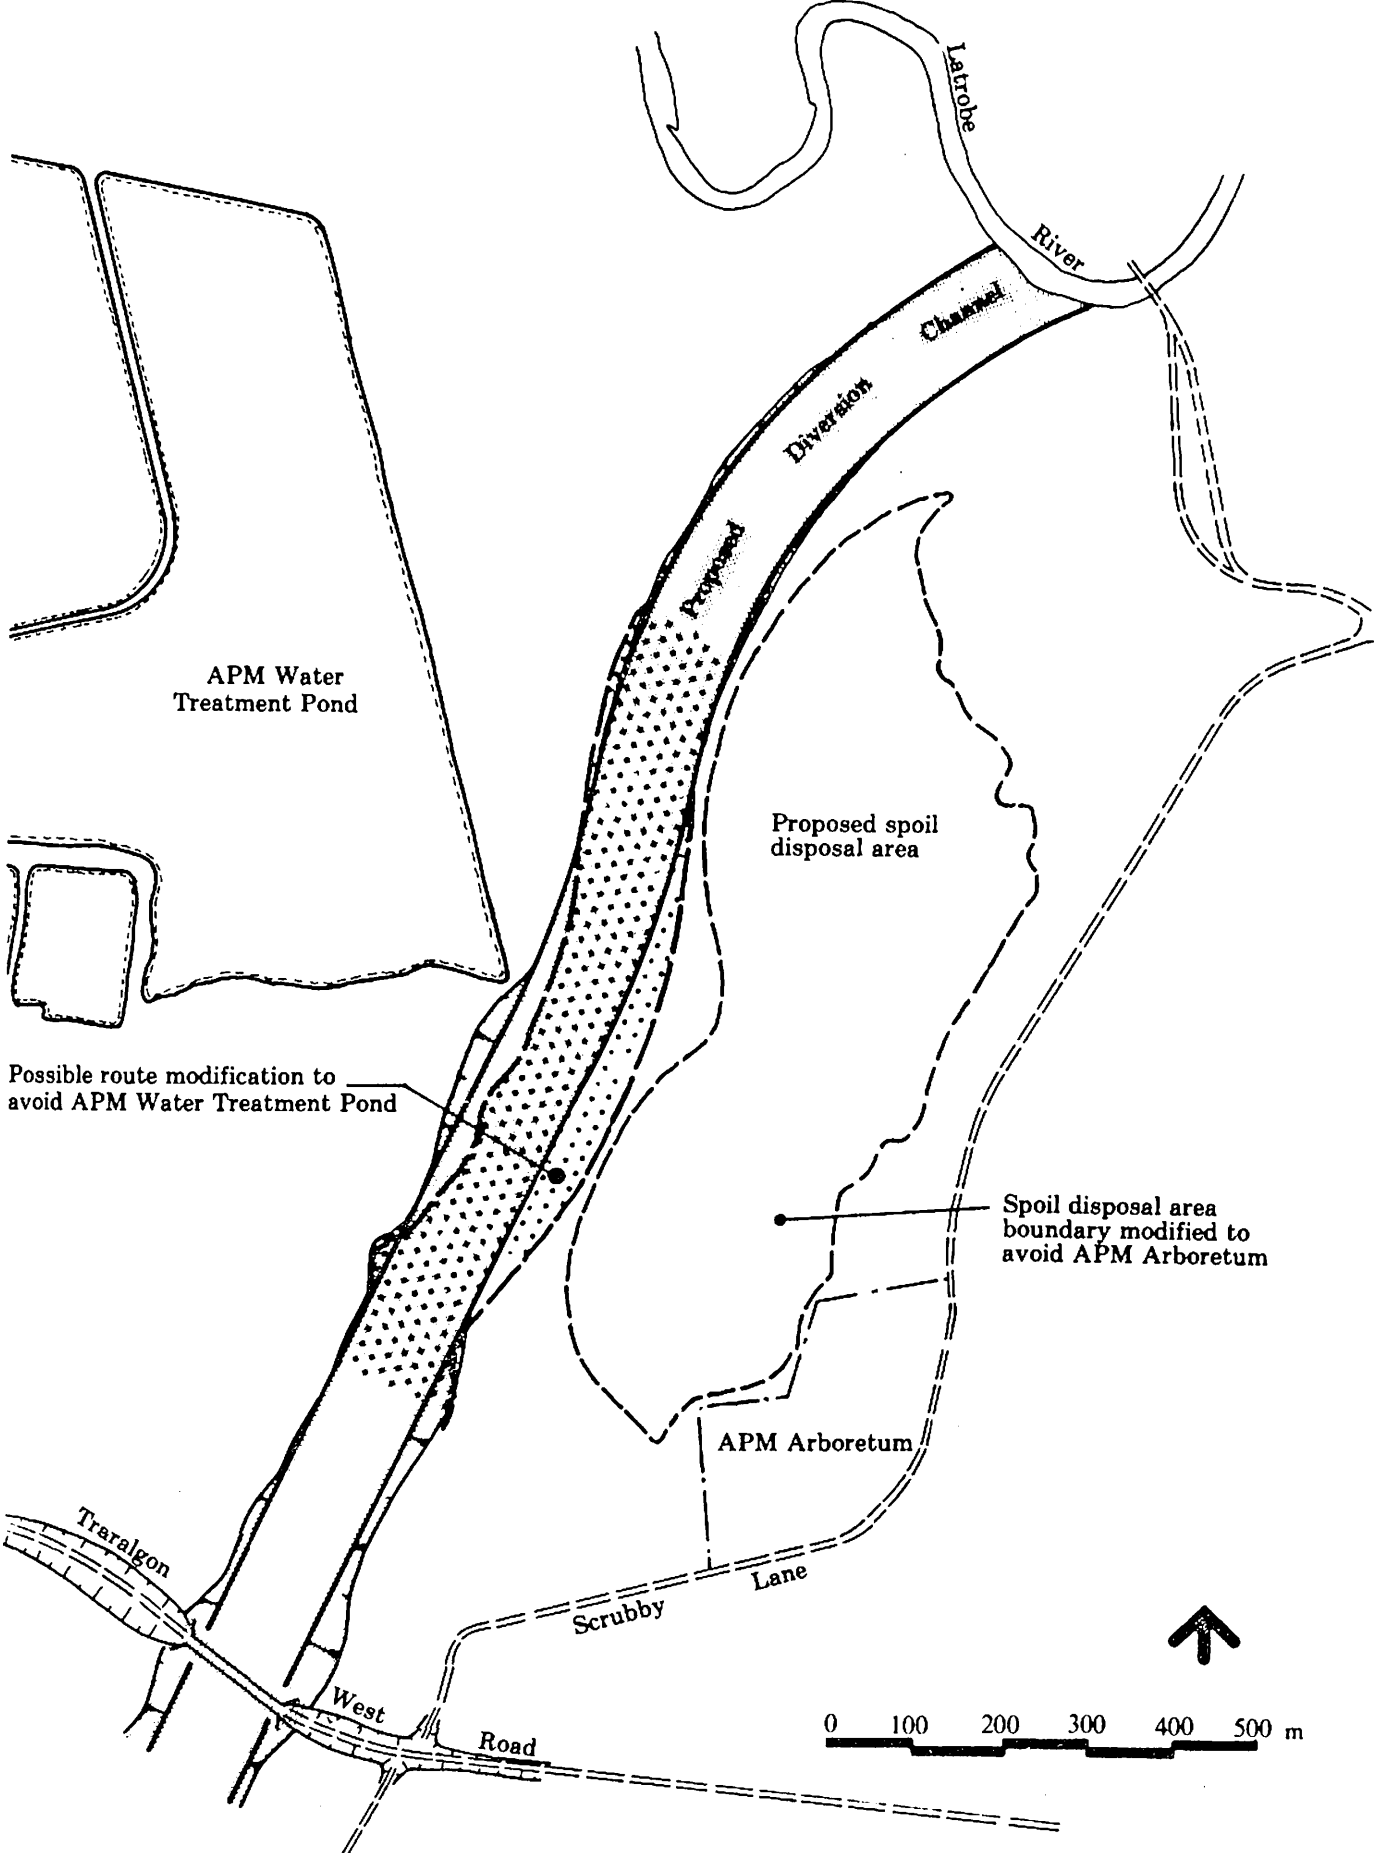 Latrobe
River
Channel
Diversion
Proposed
APM Water
Treatment Pond
Proposed spoil
disposal area
Possible route modification to
avoid APM Water Treatment Pond
Spoil disposal area
boundary modified to
avoid APM Arboretum
APM Arboretum
Traralgon
Lane
Scrubby
West
Road
0 100 200 300 400 500 m